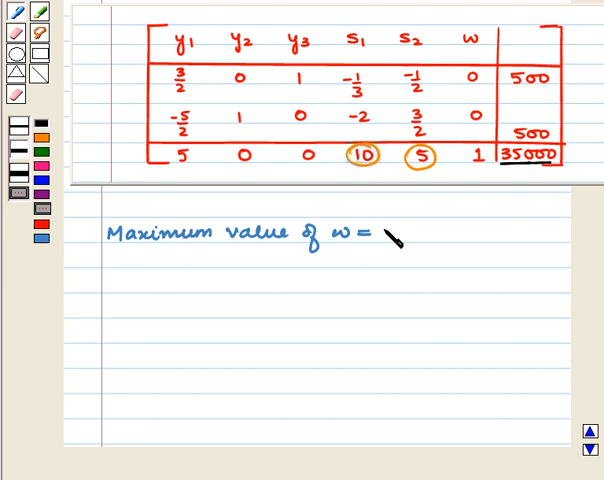 y1 y2 y3 s1 s2 w
3/2 0 1 -1/3 -1/2 0 500
-5/2 1 0 -2 3/2 0 500
5 0 0 10 5 1 35000
Maximum value of w =